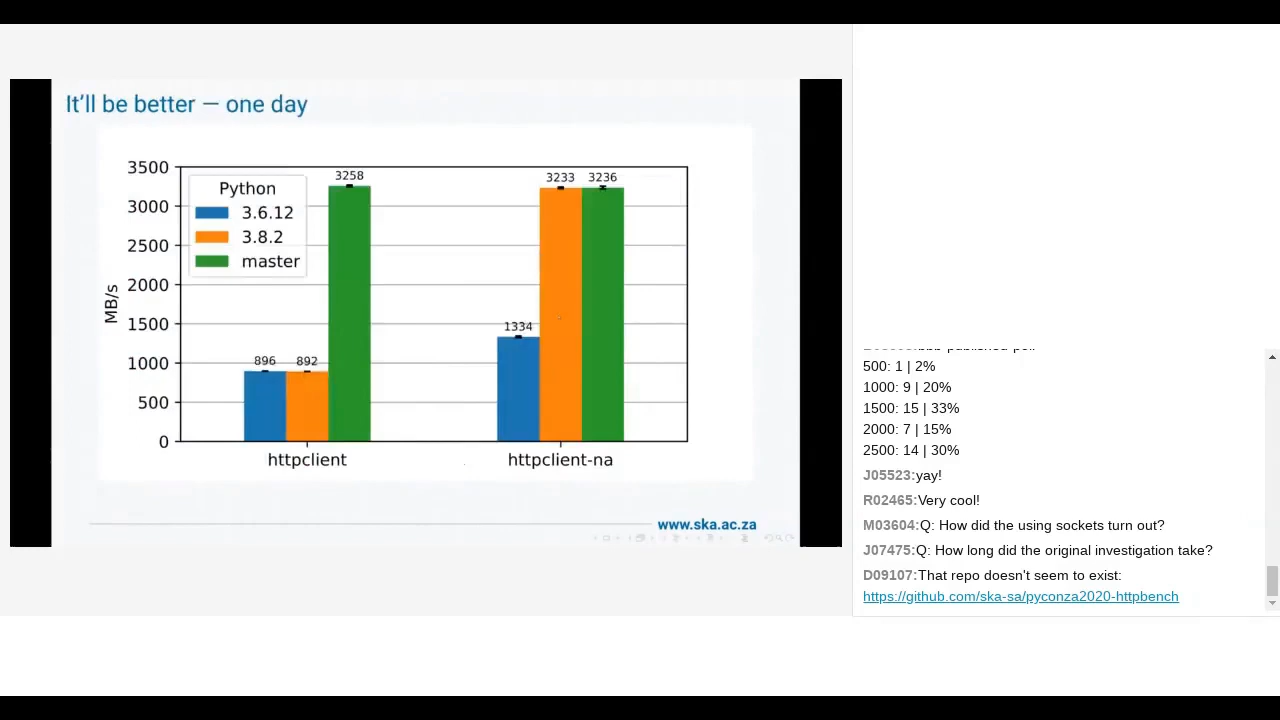 It'll be better — one day
3500
3000
2500
2000
1500
1000
500
0
MB/s
Python
3.6.12
3.8.2
master
896
892
3258
1334
3233
3236
httpclient
httpclient-na
www.ska.ac.za
500: 1 | 2%
1000: 9 | 20%
1500: 15 | 33%
2000: 7 | 15%
2500: 14 | 30%
J05523:yay!
R02465:Very cool!
M03604:Q: How did the using sockets turn out?
J07475:Q: How long did the original investigation take?
D09107:That repo doesn't seem to exist:
https://github.com/ska-sa/pyconza2020-httpbench